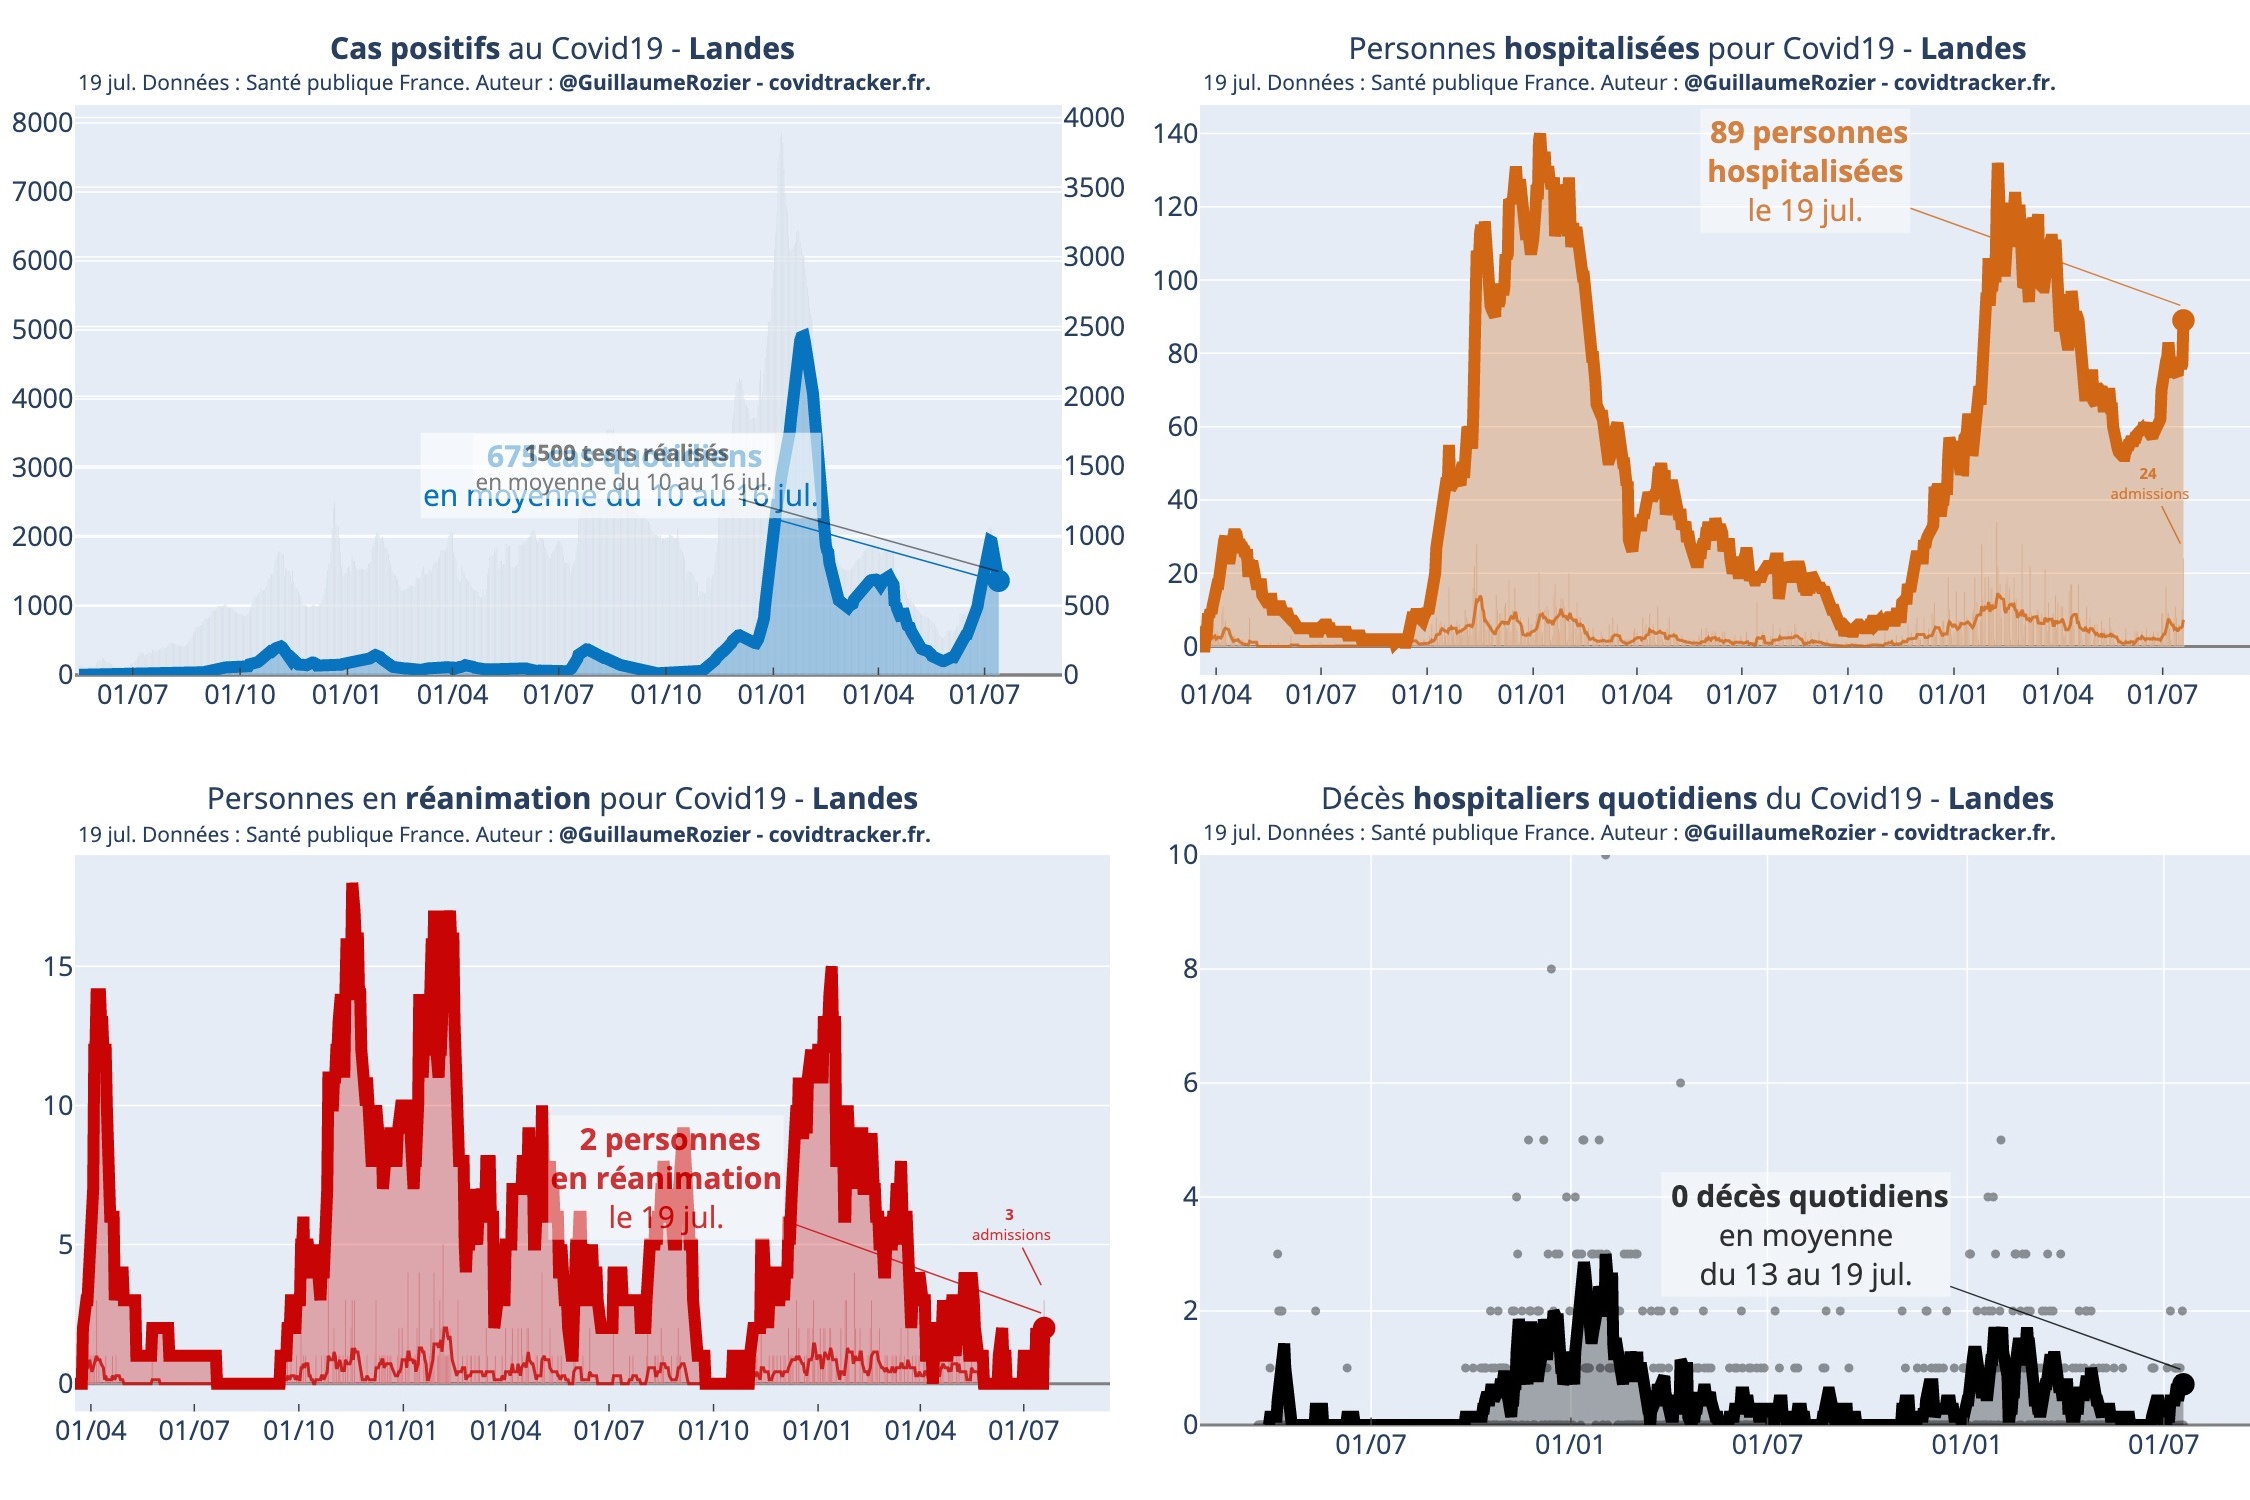 Cas positifs au Covid19 - Landes
19 jul. Données : Santé publique France. Auteur : @GuillaumeRozier - covidtracker.fr.
8000
7000
6000
5000
4000
3000
2000
1000
0
4000
3500
3000
2500
2000
1500
1000
500
0
675 cas quotidiens
en moyenne du 10 au 16 jul.
1500 tests réalisés
en moyenne du 10 au 16 jul.
01/07 01/10 01/01 01/04 01/07 01/10 01/01 01/04 01/07
Personnes hospitalisées pour Covid19 - Landes
19 jul. Données : Santé publique France. Auteur : @GuillaumeRozier - covidtracker.fr.
140
120
100
80
60
40
20
0
89 personnes
hospitalisées
le 19 jul.
24
admissions
01/04 01/07 01/10 01/01 01/04 01/07 01/10 01/01 01/04 01/07
Personnes en réanimation pour Covid19 - Landes
19 jul. Données : Santé publique France. Auteur : @GuillaumeRozier - covidtracker.fr.
15
10
5
0
2 personnes
en réanimation
le 19 jul.
3
admissions
01/04 01/07 01/10 01/01 01/04 01/07 01/10 01/01 01/04 01/07
Décès hospitaliers quotidiens du Covid19 - Landes
19 jul. Données : Santé publique France. Auteur : @GuillaumeRozier - covidtracker.fr.
10
8
6
4
2
0
0 décès quotidiens
en moyenne
du 13 au 19 jul.
01/07 01/01 01/07 01/01 01/07